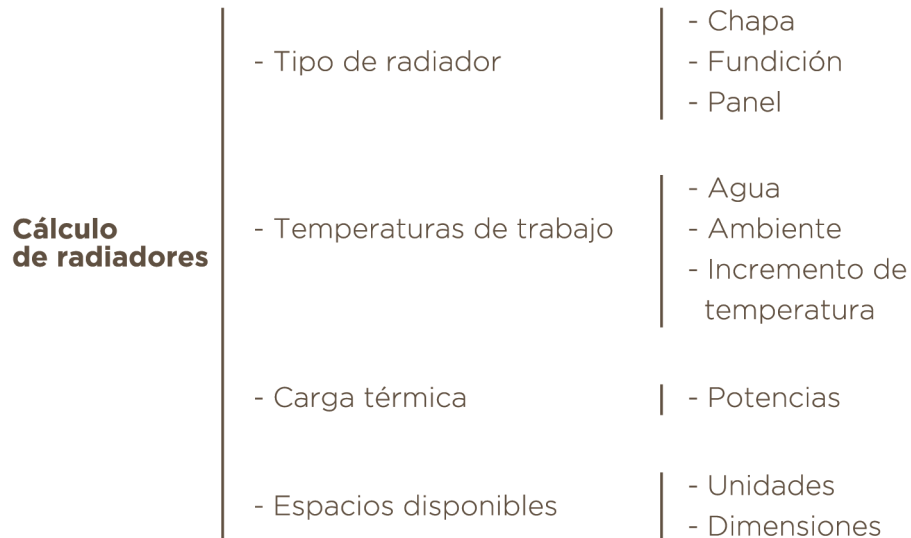 Cálculo
de radiadores
- Tipo de radiador
- Chapa
- Fundición
- Panel
- Temperaturas de trabajo
- Agua
- Ambiente
- Incremento de
temperatura
- Carga térmica
- Potencias
- Espacios disponibles
- Unidades
- Dimensiones